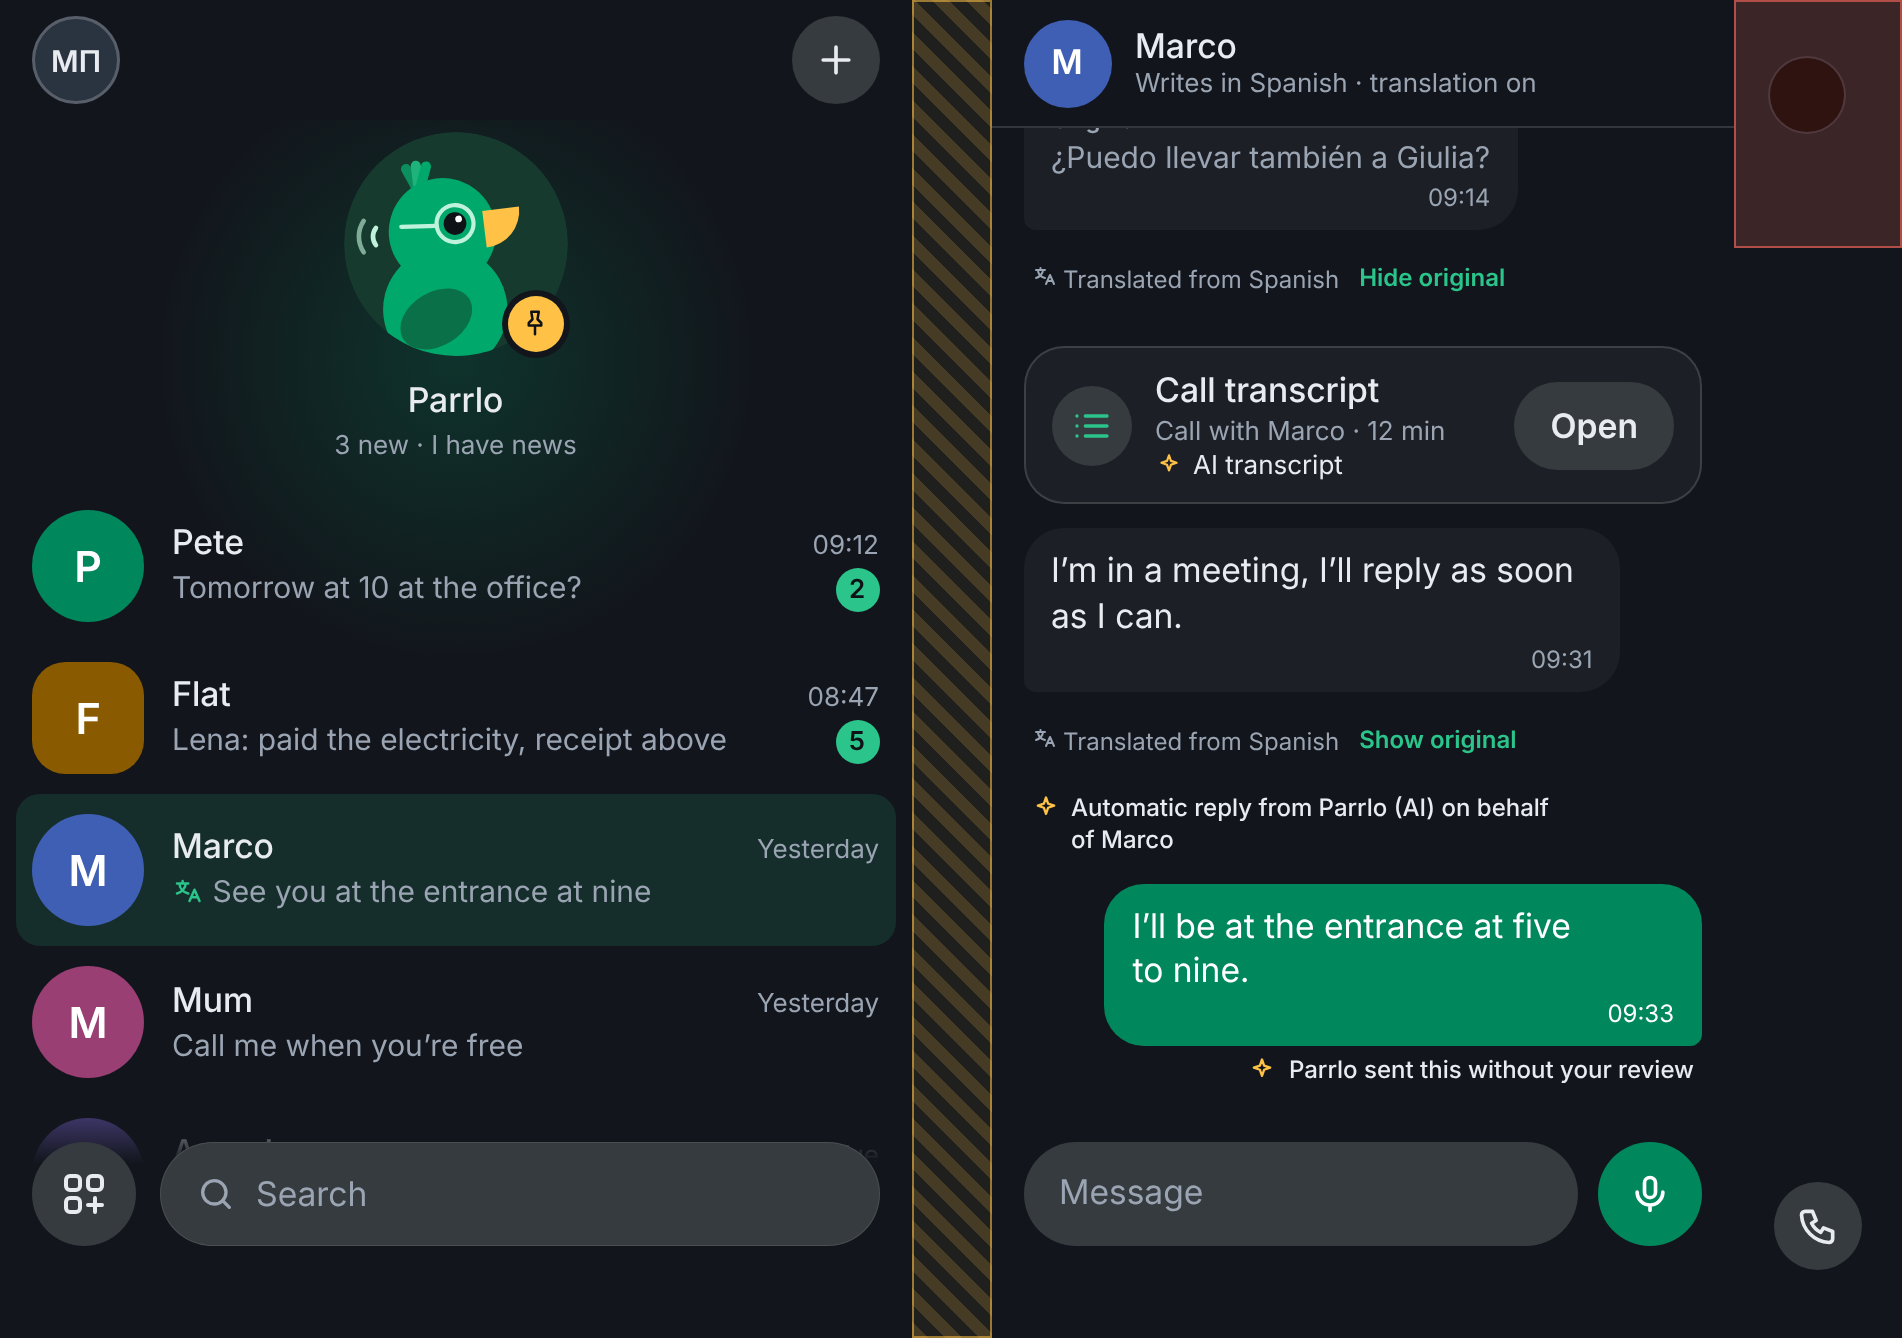 МП
Parrlo
3 new · I have news
P
Pete
09:12
Tomorrow at 10 at the office?
2
F
Flat
08:47
Lena: paid the electricity, receipt above
5
M
Marco
Yesterday
See you at the entrance at nine
M
Mum
Yesterday
Call me when you’re free
Search
M
Marco
Writes in Spanish · translation on
¿Puedo llevar también a Giulia?
09:14
Translated from Spanish Hide original
Call transcript
Call with Marco · 12 min
AI transcript
Open
I’m in a meeting, I’ll reply as soon
as I can.
09:31
Translated from Spanish Show original
Automatic reply from Parrlo (AI) on behalf
of Marco
I’ll be at the entrance at five
to nine.
09:33
Parrlo sent this without your review
Message